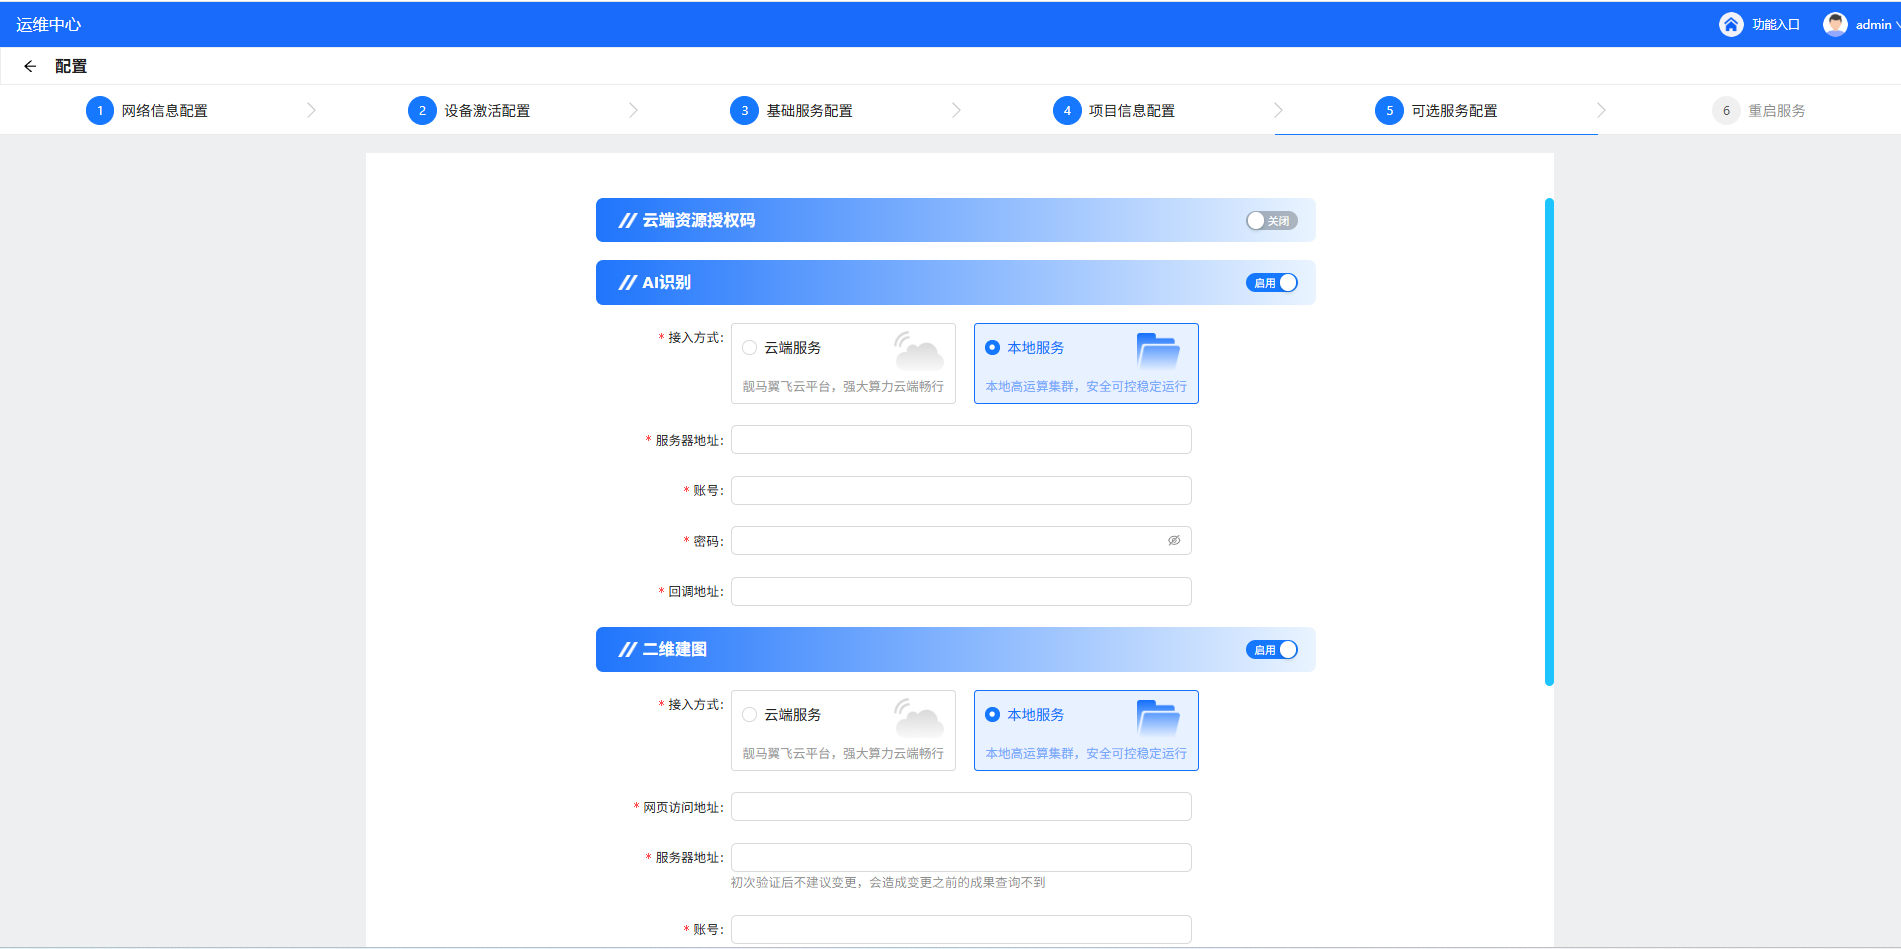 运维中心
功能入口
admin
配置
1 网络信息配置
2 设备激活配置
3 基础服务配置
4 项目信息配置
5 可选服务配置
6 重启服务
云端资源授权码
关闭
AI识别
启用
* 接入方式:
云端服务
靓马翼飞云平台，强大算力云端畅行
本地服务
本地高运算集群，安全可控稳定运行
* 服务器地址:
* 账号:
* 密码:
* 回调地址:
二维建图
启用
* 接入方式:
云端服务
靓马翼飞云平台，强大算力云端畅行
本地服务
本地高运算集群，安全可控稳定运行
* 网页访问地址:
* 服务器地址:
初次验证后不建议变更，会造成变更之前的成果查询不到
* 账号: